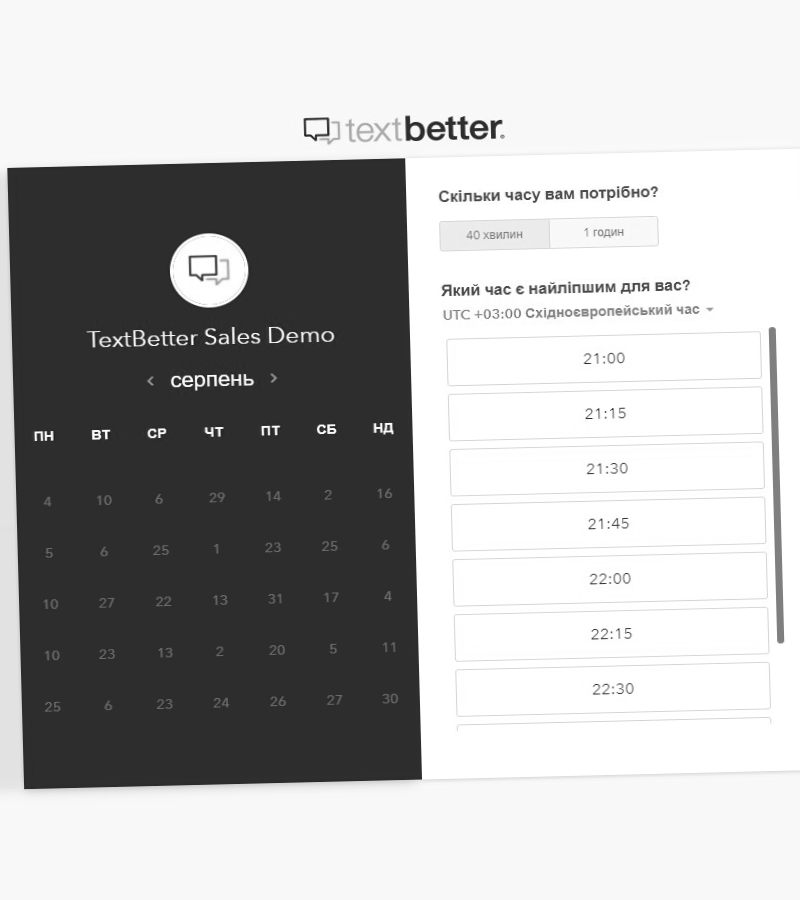 textbetter.
TextBetter Sales Demo
серпень
ПН ВТ СР ЧТ ПТ СБ НД
4 10 6 29 14 2 16
5 6 25 1 23 25 6
10 27 22 13 31 17 4
10 23 13 2 20 5 11
25 6 23 24 26 27 30
Скільки часу вам потрібно?
40 хвилин 1 годин
Який час є найліпшим для вас?
UTC +03:00 Східноєвропейський час
21:00
21:15
21:30
21:45
22:00
22:15
22:30